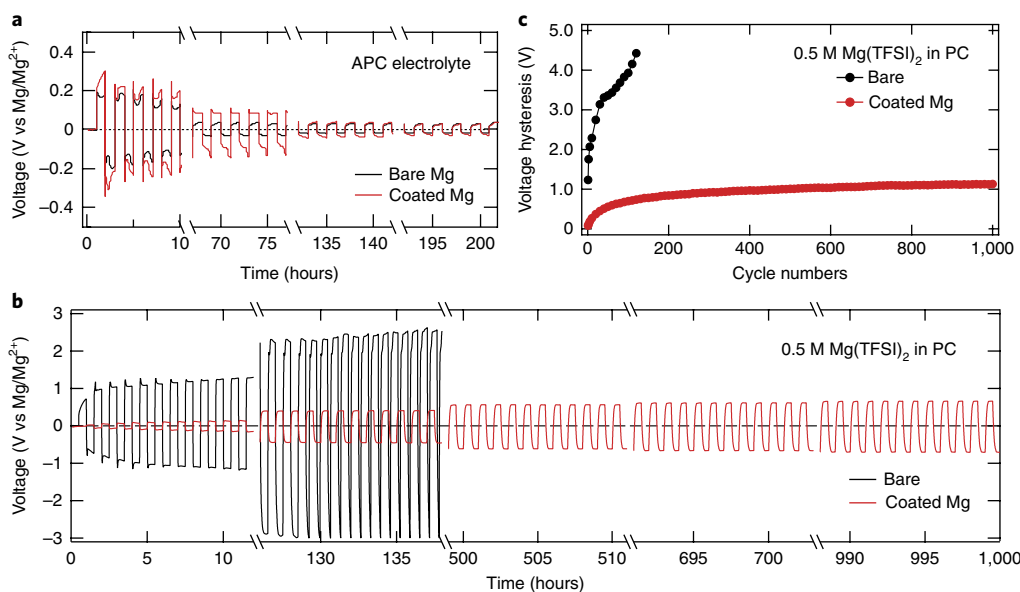 a
Voltage (V vs Mg/Mg²⁺)
0.4
0.2
0
−0.2
−0.4
APC electrolyte
Bare Mg
Coated Mg
0 10 70 75 135 140 195 200
Time (hours)
c
Voltage hysteresis (V)
5.0
4.0
3.0
2.0
1.0
0
0.5 M Mg(TFSI)₂ in PC
Bare
Coated Mg
0 200 400 600 800 1,000
Cycle numbers
b
Voltage (V vs Mg/Mg²⁺)
3
2
1
0
−1
−2
−3
0.5 M Mg(TFSI)₂ in PC
Bare
Coated Mg
0 5 10 130 135 500 505 510 695 700 990 995 1,000
Time (hours)